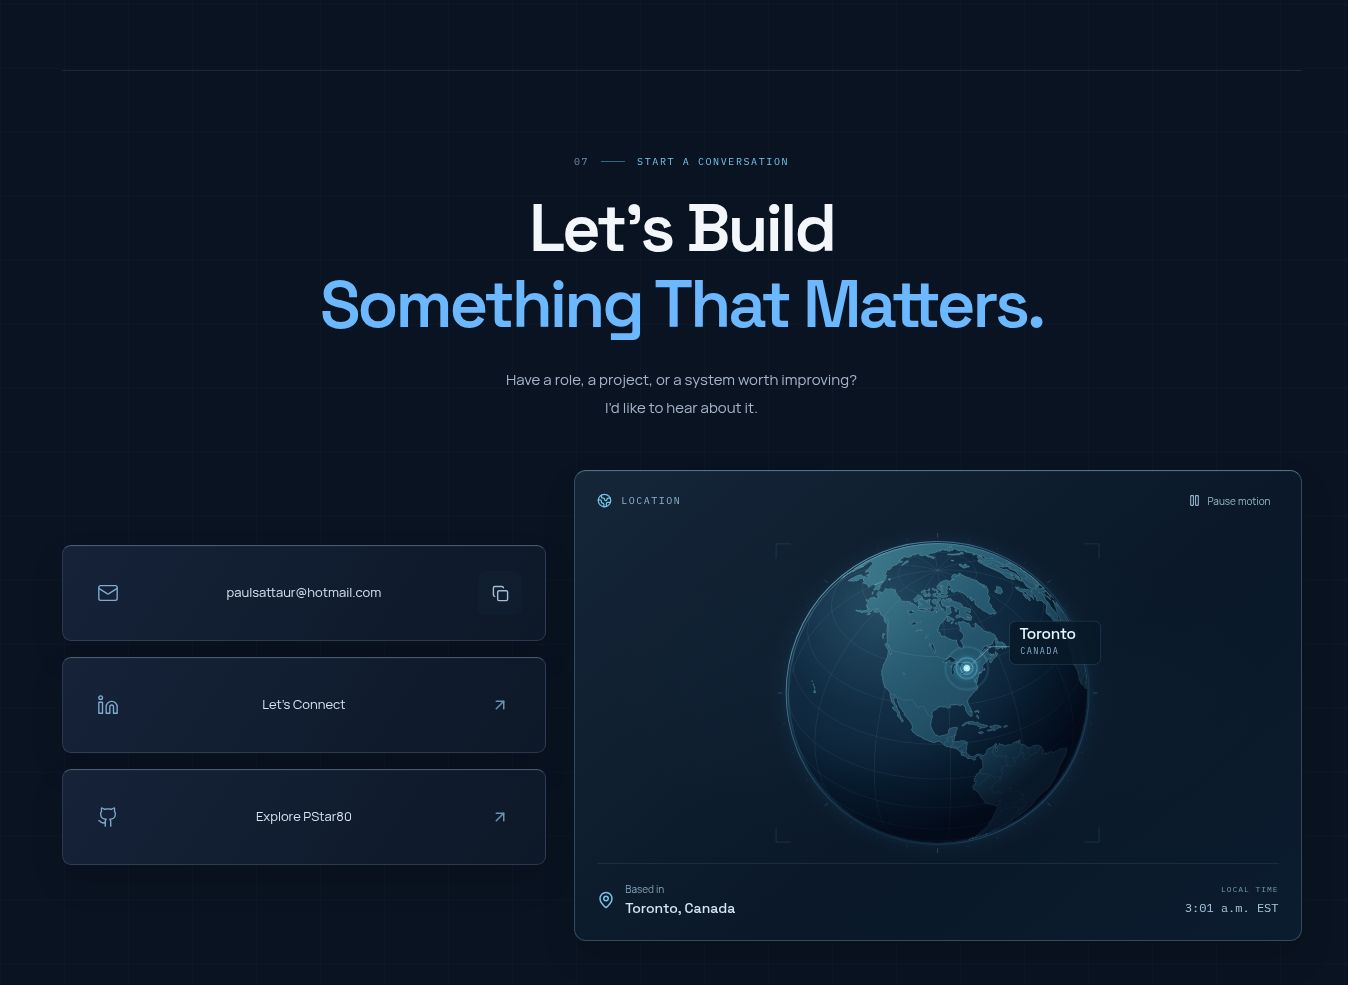 07 START A CONVERSATION
Let’s Build
Something That Matters.
Have a role, a project, or a system worth improving?
I’d like to hear about it.
paulsattaur@hotmail.com
Let’s Connect
Explore PStar80
LOCATION
Pause motion
Toronto
CANADA
Based in
Toronto, Canada
LOCAL TIME
3:01 a.m. EST